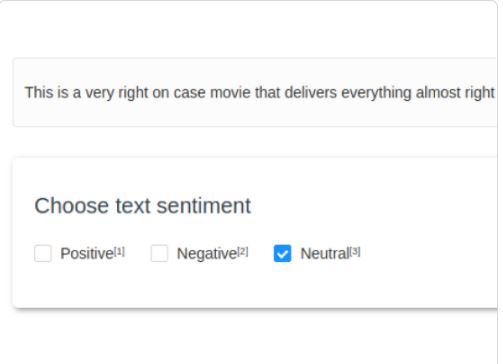 This is a very right on case movie that delivers everything almost right
Choose text sentiment
Positive[1] Negative[2] Neutral[3]